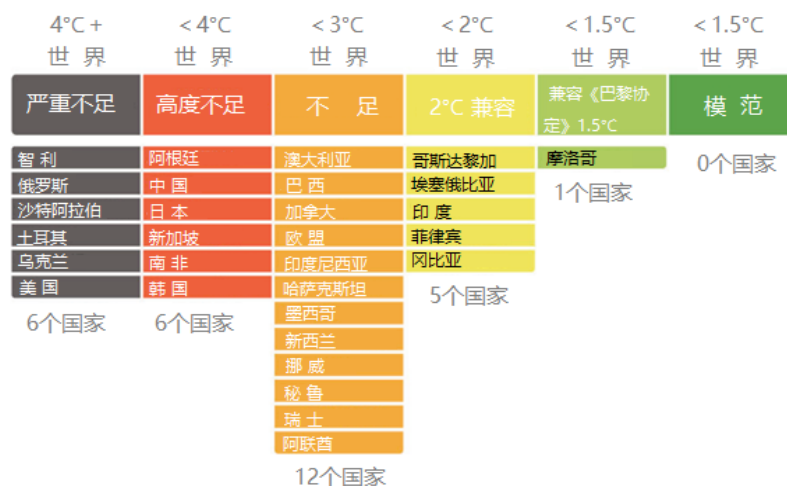 4°C + < 4°C < 3°C < 2°C < 1.5°C < 1.5°C
世 界 世 界 世 界 世 界 世 界 世 界
严重不足 高度不足 不 足 2°C 兼容 兼容《巴黎协 模 范
定》1.5°C
智 利 阿根廷 澳大利亚 哥斯达黎加 摩洛哥 0个国家
俄罗斯 中 国 巴 西 埃塞俄比亚 1个国家
沙特阿拉伯 日 本 加拿大 印 度
土耳其 新加坡 欧 盟 菲律宾
乌克兰 南 非 印度尼西亚 冈比亚
美 国 韩 国 哈萨克斯坦 5个国家
6个国家 6个国家 墨西哥
新西兰
挪 威
秘 鲁
瑞 士
阿联酋
12个国家